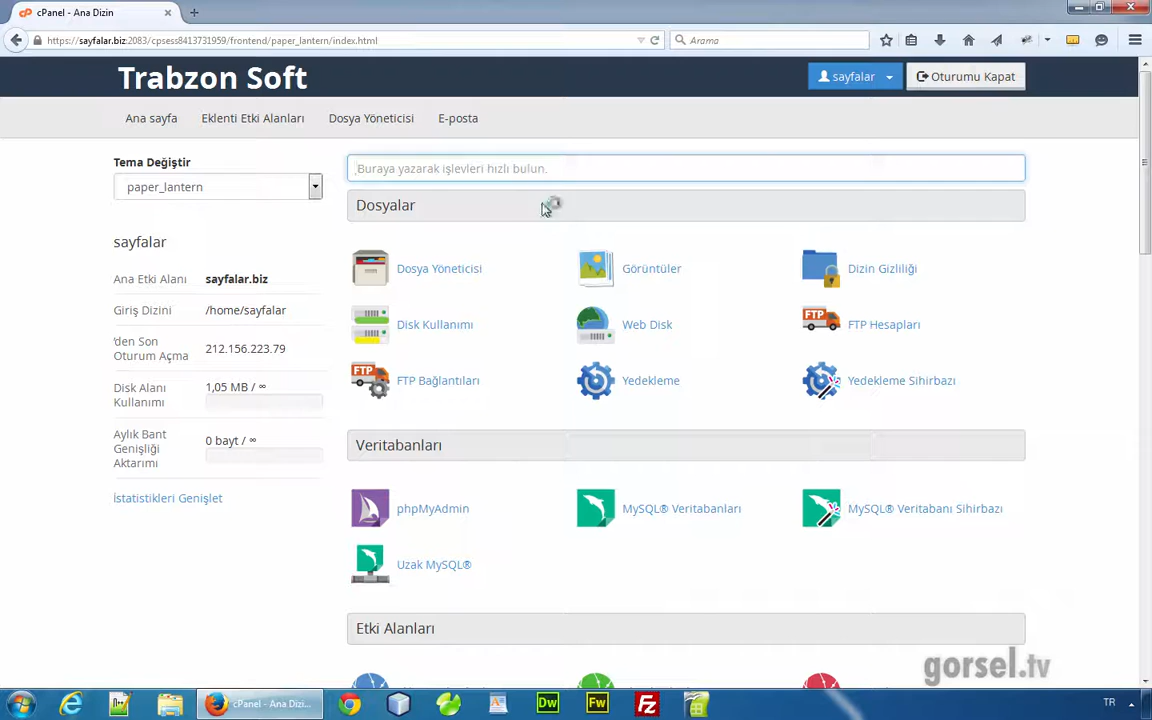 cPanel - Ana Dizin
https://sayfalar.biz:2083/cpsess8413731959/frontend/paper_lantern/index.html
Arama
Trabzon Soft
sayfalar
Oturumu Kapat
Ana sayfa
Eklenti Etki Alanları
Dosya Yöneticisi
E-posta
Tema Değiştir
paper_lantern
sayfalar
Ana Etki Alanı
sayfalar.biz
Giriş Dizini
/home/sayfalar
'den Son
Oturum Açma
212.156.223.79
Disk Alanı
Kullanımı
1,05 MB / ∞
Aylık Bant
Genişliği
Aktarımı
0 bayt / ∞
İstatistikleri Genişlet
Buraya yazarak işlevleri hızlı bulun.
Dosyalar
Dosya Yöneticisi
Görüntüler
Dizin Gizliliği
Disk Kullanımı
Web Disk
FTP
FTP Hesapları
FTP
FTP Bağlantıları
Yedekleme
Yedekleme Sihirbazı
Veritabanları
phpMyAdmin
MySQL® Veritabanları
MySQL® Veritabanı Sihirbazı
Uzak MySQL®
Etki Alanları
gorsel.tv
cPanel - Ana Dizi...
Dw
Fw
Fz
TR